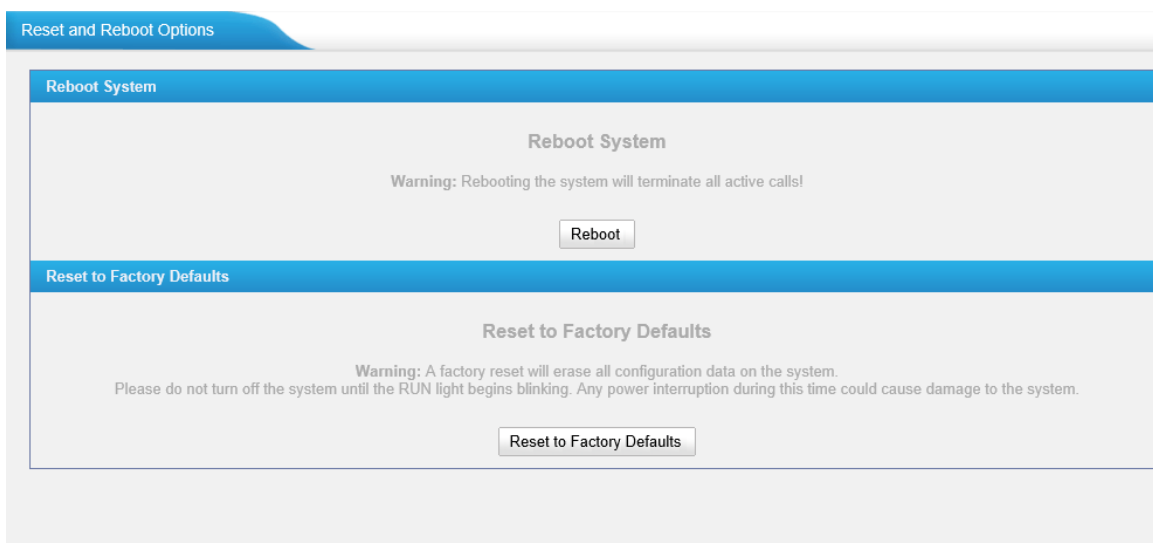 Reset and Reboot Options
Reboot System
Reboot System
Warning: Rebooting the system will terminate all active calls!
Reboot
Reset to Factory Defaults
Reset to Factory Defaults
Warning: A factory reset will erase all configuration data on the system.
Please do not turn off the system until the RUN light begins blinking. Any power interruption during this time could cause damage to the system.
Reset to Factory Defaults